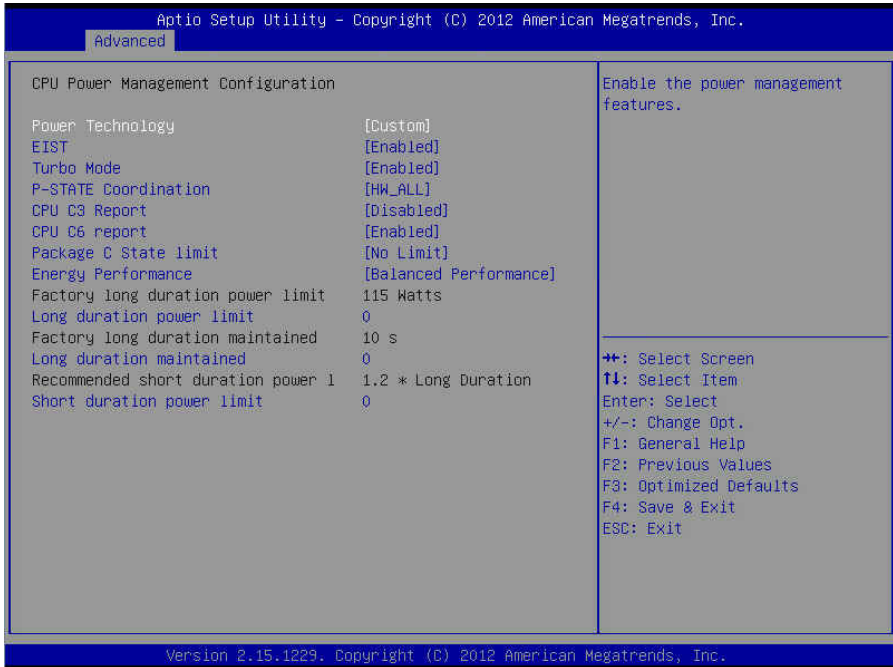 Aptio Setup Utility – Copyright (C) 2012 American Megatrends, Inc.
Advanced
CPU Power Management Configuration
Power Technology [Custom]
EIST [Enabled]
Turbo Mode [Enabled]
P-STATE Coordination [HW_ALL]
CPU C3 Report [Disabled]
CPU C6 report [Enabled]
Package C State limit [No Limit]
Energy Performance [Balanced Performance]
Factory long duration power limit 115 Watts
Long duration power limit 0
Factory long duration maintained 10 s
Long duration maintained 0
Recommended short duration power l 1.2 * Long Duration
Short duration power limit 0
Enable the power management
features.
→←: Select Screen
↑↓: Select Item
Enter: Select
+/-: Change Opt.
F1: General Help
F2: Previous Values
F3: Optimized Defaults
F4: Save & Exit
ESC: Exit
Version 2.15.1229. Copyright (C) 2012 American Megatrends, Inc.